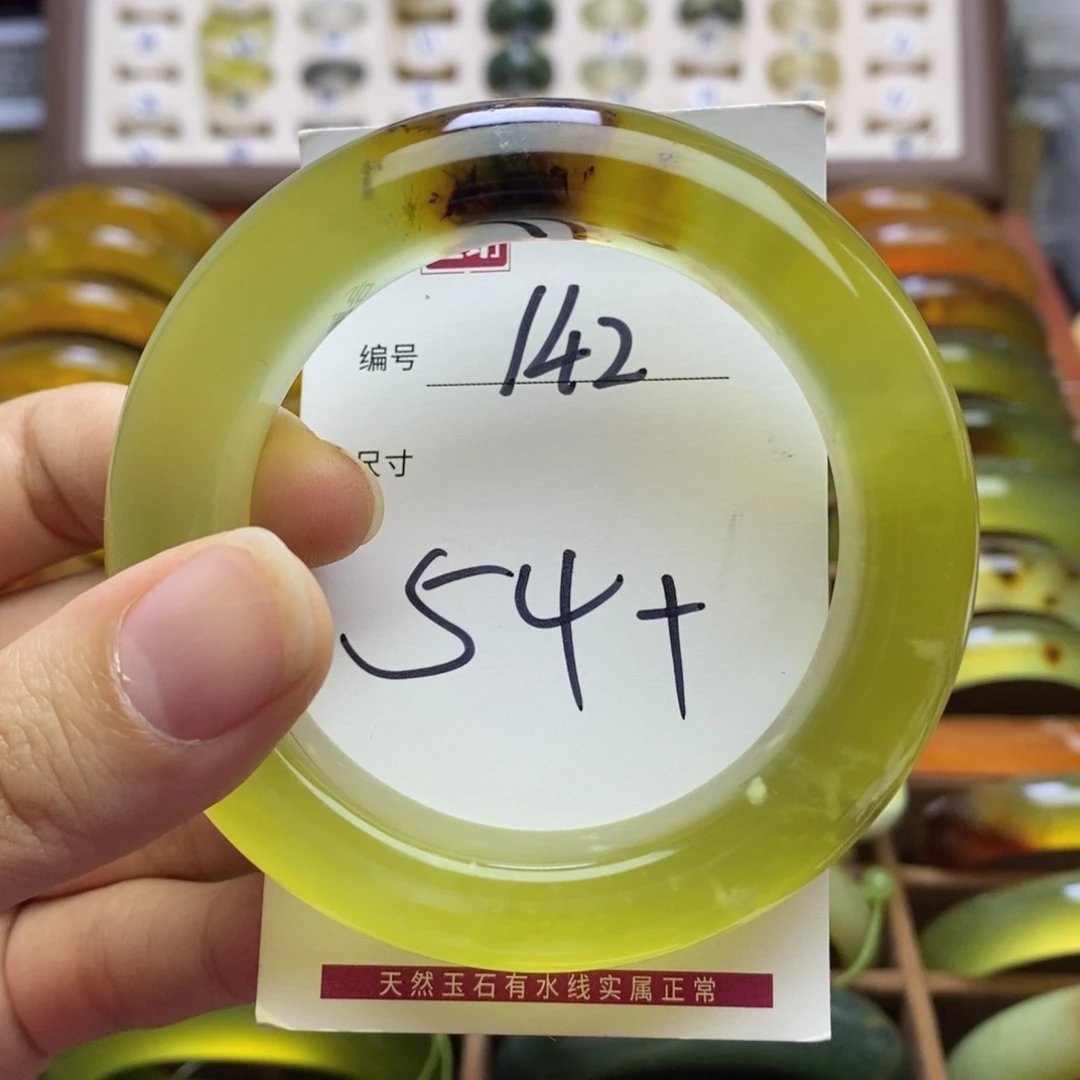 编号 142
尺寸
54+
天然玉石有水线实属正常